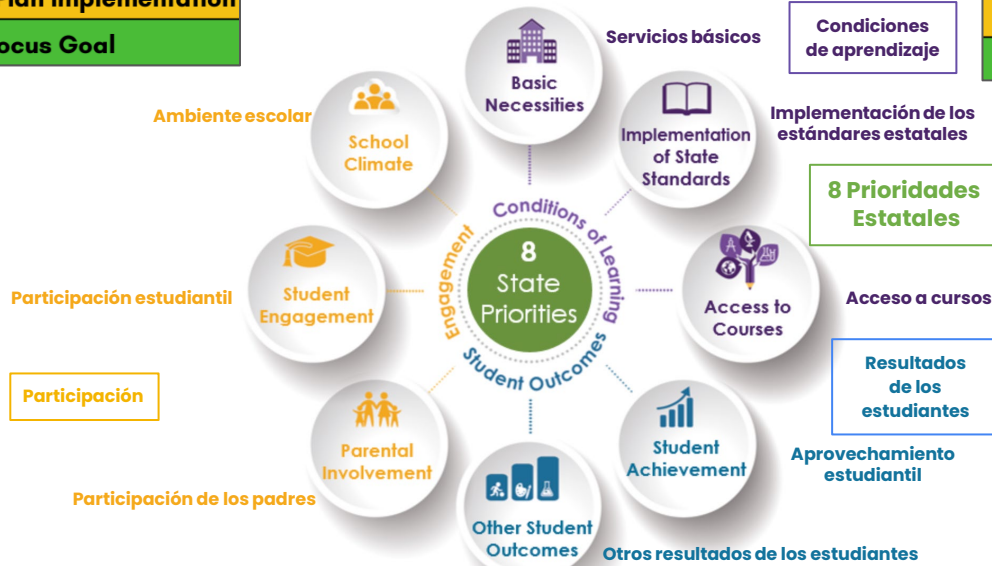 Plan Implementation
ocus Goal
Servicios básicos
Condiciones
de aprendizaje
Basic
Necessities
Ambiente escolar
School
Climate
Implementation
of State
Standards
Implementación de los
estándares estatales
8 Prioridades
Estatales
Conditions of Learning
Engagement
Student Outcomes
8
State
Priorities
Participación estudiantil
Student
Engagement
Access to
Courses
Acceso a cursos
Resultados
de los
estudiantes
Participación
Parental
Involvement
Student
Achievement
Aprovechamiento
estudiantil
Participación de los padres
Other Student
Outcomes
Otros resultados de los estudiantes